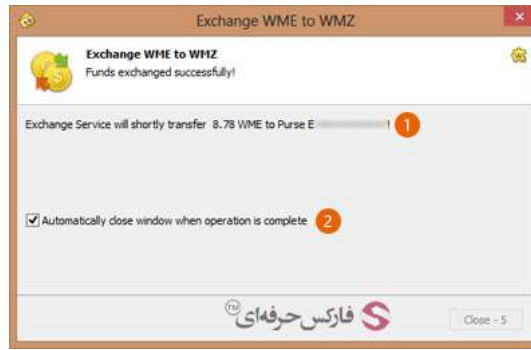 Exchange WME to WMZ
Exchange WME to WMZ
Funds exchanged successfully!
Exchange Service will shortly transfer 8.78 WME to Purse E ! 1
Automatically close window when operation is complete 2
فارکس حرفه‌ای TM
Close - 5